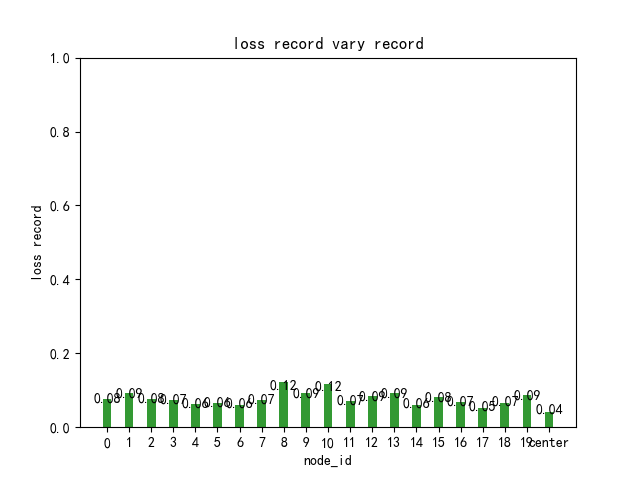 loss record vary record
1.0
0.8
0.6
0.4
0.2
0.0
loss record
0.08 0.09 0.08 0.07 0.06 0.06 0.06 0.07 0.12 0.09 0.12 0.07 0.09 0.09 0.06 0.08 0.07 0.05 0.07 0.09 0.04
0 1 2 3 4 5 6 7 8 9 10 11 12 13 14 15 16 17 18 19 center
node_id